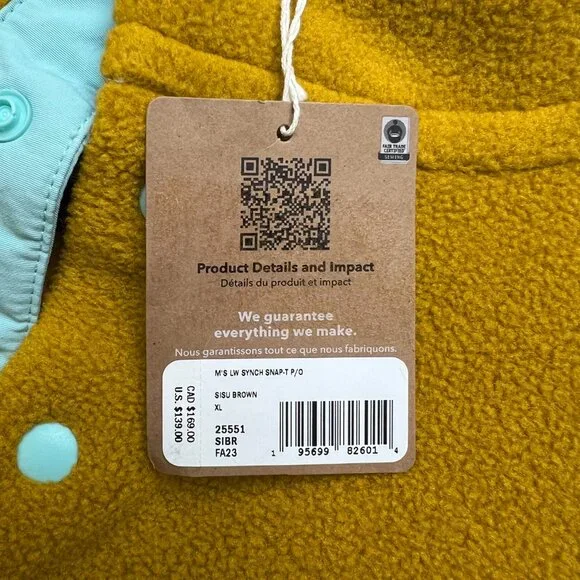 FAIR TRADE
CERTIFIED
SEWING
Product Details and Impact
Détails du produit et impact
We guarantee
everything we make.
Nous garantissons tout ce que nous fabriquons.
CAD $169.00
U.S. $139.00
M'S LW SYNCH SNAP-T P/O
SISU BROWN
XL
25551
SIBR
FA23
1 95699 82601 4